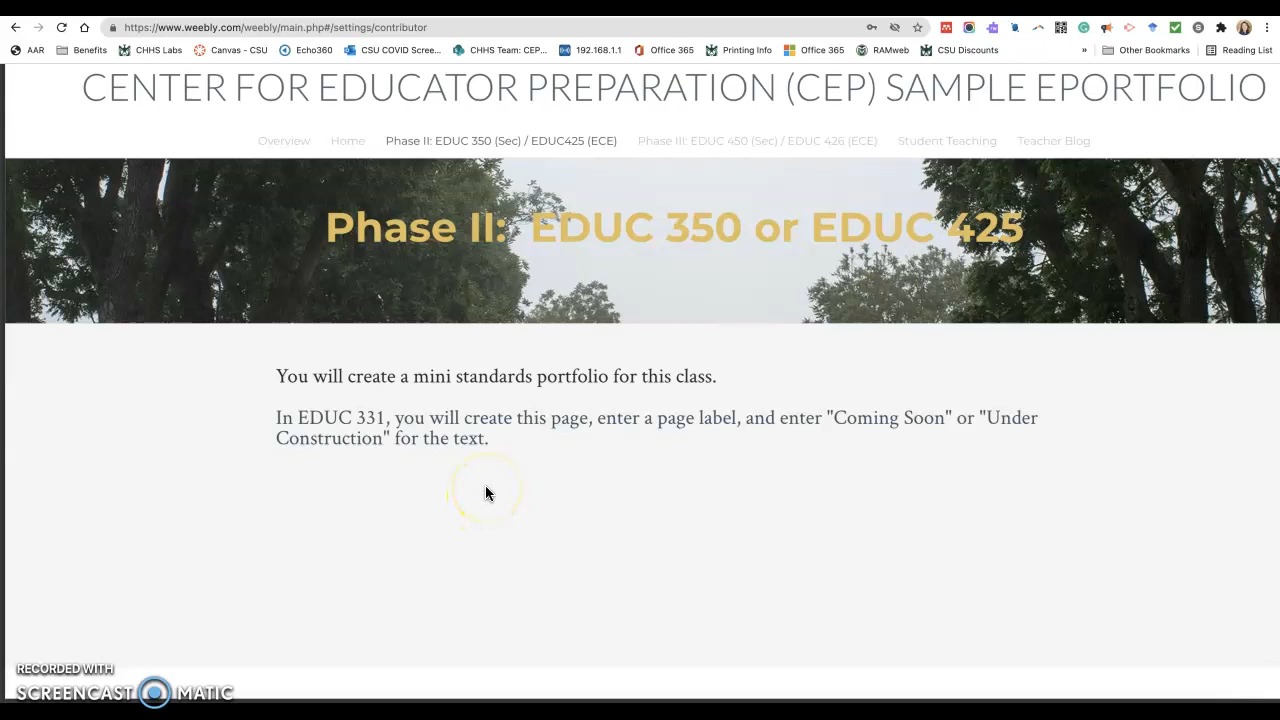 https://www.weebly.com/weebly/main.php#/settings/contributor
AAR Benefits CHHS Labs Canvas - CSU Echo360 CSU COVID Scree... CHHS Team: CEP... 192.168.1.1 Office 365 Printing Info Office 365 RAMweb CSU Discounts » Other Bookmarks Reading List
CENTER FOR EDUCATOR PREPARATION (CEP) SAMPLE EPORTFOLIO
Overview Home Phase II: EDUC 350 (Sec) / EDUC425 (ECE) Phase III: EDUC 450 (Sec) / EDUC 426 (ECE) Student Teaching Teacher Blog
Phase II: EDUC 350 or EDUC 425
You will create a mini standards portfolio for this class.
In EDUC 331, you will create this page, enter a page label, and enter "Coming Soon" or "Under
Construction" for the text.
RECORDED WITH
SCREENCAST MATIC